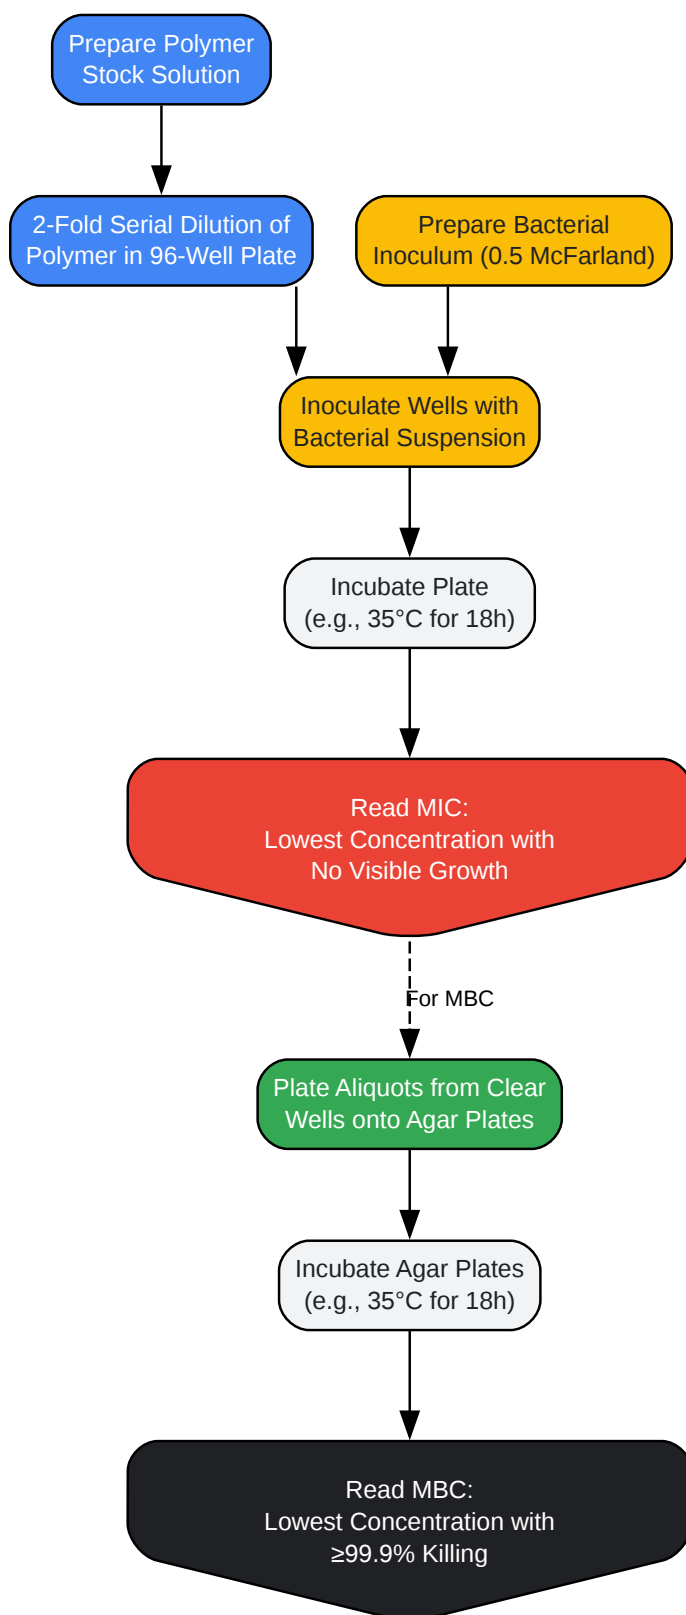 Prepare Polymer
Stock Solution
2-Fold Serial Dilution of
Polymer in 96-Well Plate
Prepare Bacterial
Inoculum (0.5 McFarland)
Inoculate Wells with
Bacterial Suspension
Incubate Plate
(e.g., 35°C for 18h)
Read MIC:
Lowest Concentration with
No Visible Growth
For MBC
Plate Aliquots from Clear
Wells onto Agar Plates
Incubate Agar Plates
(e.g., 35°C for 18h)
Read MBC:
Lowest Concentration with
≥99.9% Killing